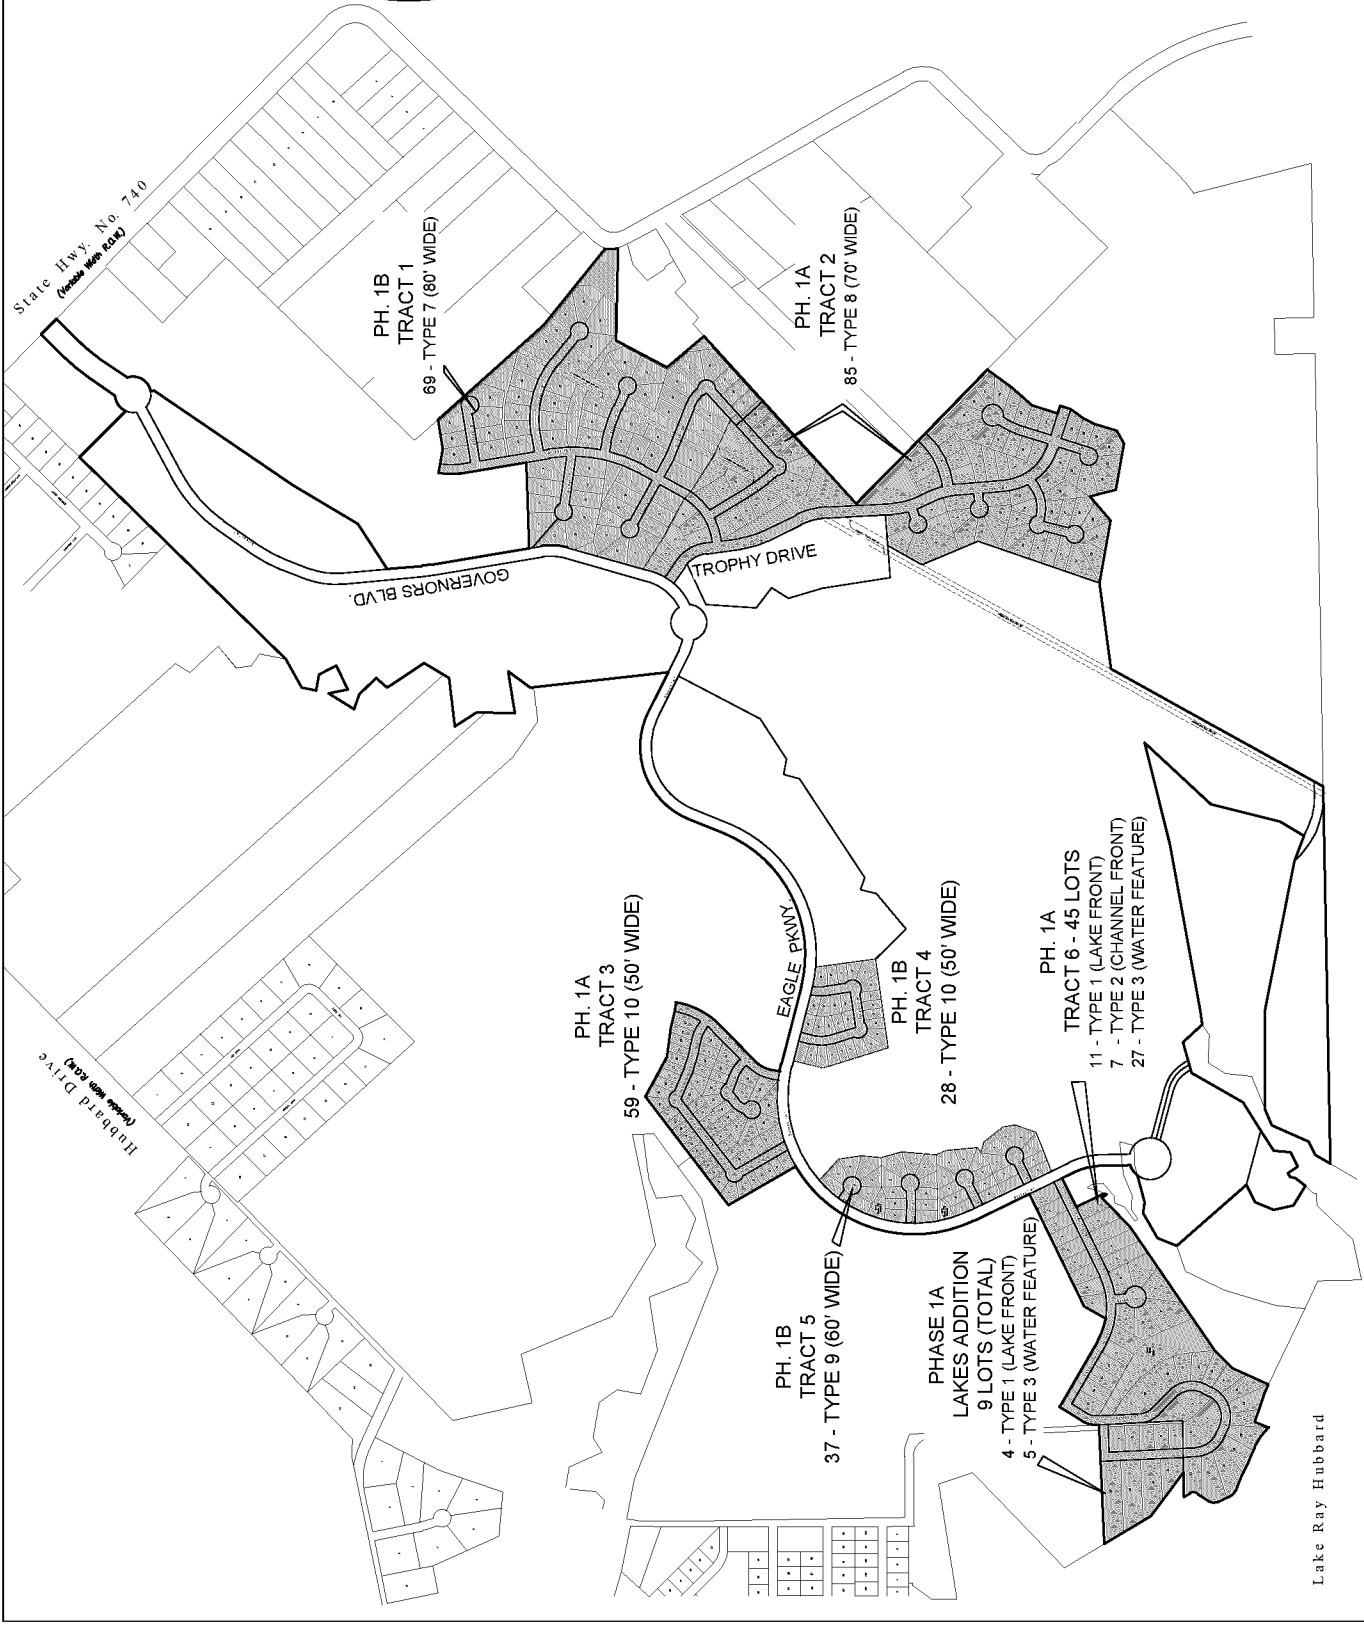 State Hwy. No. 740
(Variable Width R.O.W.)
PH. 1B
TRACT 1
69 - TYPE 7 (80' WIDE)
PH. 1A
TRACT 2
85 - TYPE 8 (70' WIDE)
GOVERNORS BLVD.
TROPHY DRIVE
EAGLE PKWY.
PH. 1A
TRACT 3
59 - TYPE 10 (50' WIDE)
PH. 1B
TRACT 4
28 - TYPE 10 (50' WIDE)
PH. 1A
TRACT 6 - 45 LOTS
11 - TYPE 1 (LAKE FRONT)
7 - TYPE 2 (CHANNEL FRONT)
27 - TYPE 3 (WATER FEATURE)
Hubbard Drive
(Variable Width R.O.W.)
PH. 1B
TRACT 5
37 - TYPE 9 (60' WIDE)
PHASE 1A
LAKES ADDITION
9 LOTS (TOTAL)
4 - TYPE 1 (LAKE FRONT)
5 - TYPE 3 (WATER FEATURE)
Lake Ray Hubbard